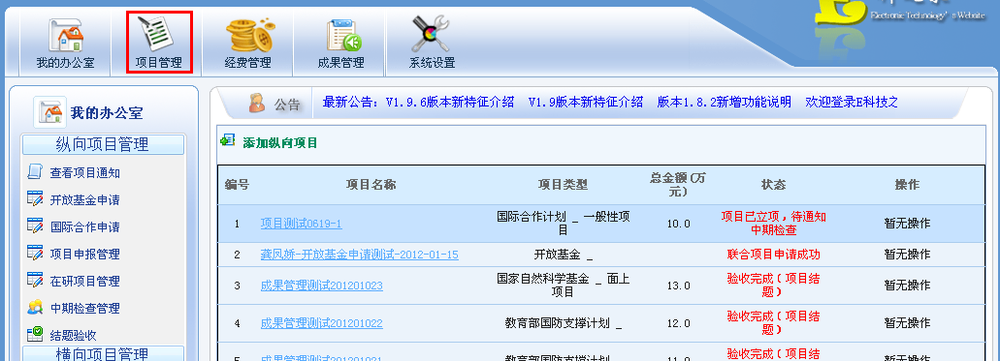 Electronic Technology's Website
我的办公室
项目管理
经费管理
成果管理
系统设置
我的办公室
纵向项目管理
查看项目通知
开放基金申请
国际合作申请
项目申报管理
在研项目管理
中期检查管理
结题验收
横向项目管理
公告
最新公告: V1.9.6版本新特征介绍 V1.9版本新特征介绍 版本1.8.2新增功能说明 欢迎登录E科技之
添加纵向项目
编号 项目名称 项目类型 总金额(万元) 状态 操作
1 项目测试0619-1 国际合作计划 _ 一般性项目 10.0 项目已立项，待通知中期检查 暂无操作
2 龚凤娇-开放基金申请测试-2012-01-15 开放基金 _ 联合项目申请成功 暂无操作
3 成果管理测试201201023 国家自然科学基金 _ 面上项目 13.0 验收完成(项目结题) 暂无操作
4 成果管理测试201201022 教育部国防支撑计划 _ 12.0 验收完成(项目结题) 暂无操作
5 成果管理测试201201021 教育部国防支撑计划 _ 11.0 验收完成(项目结 暂无操作